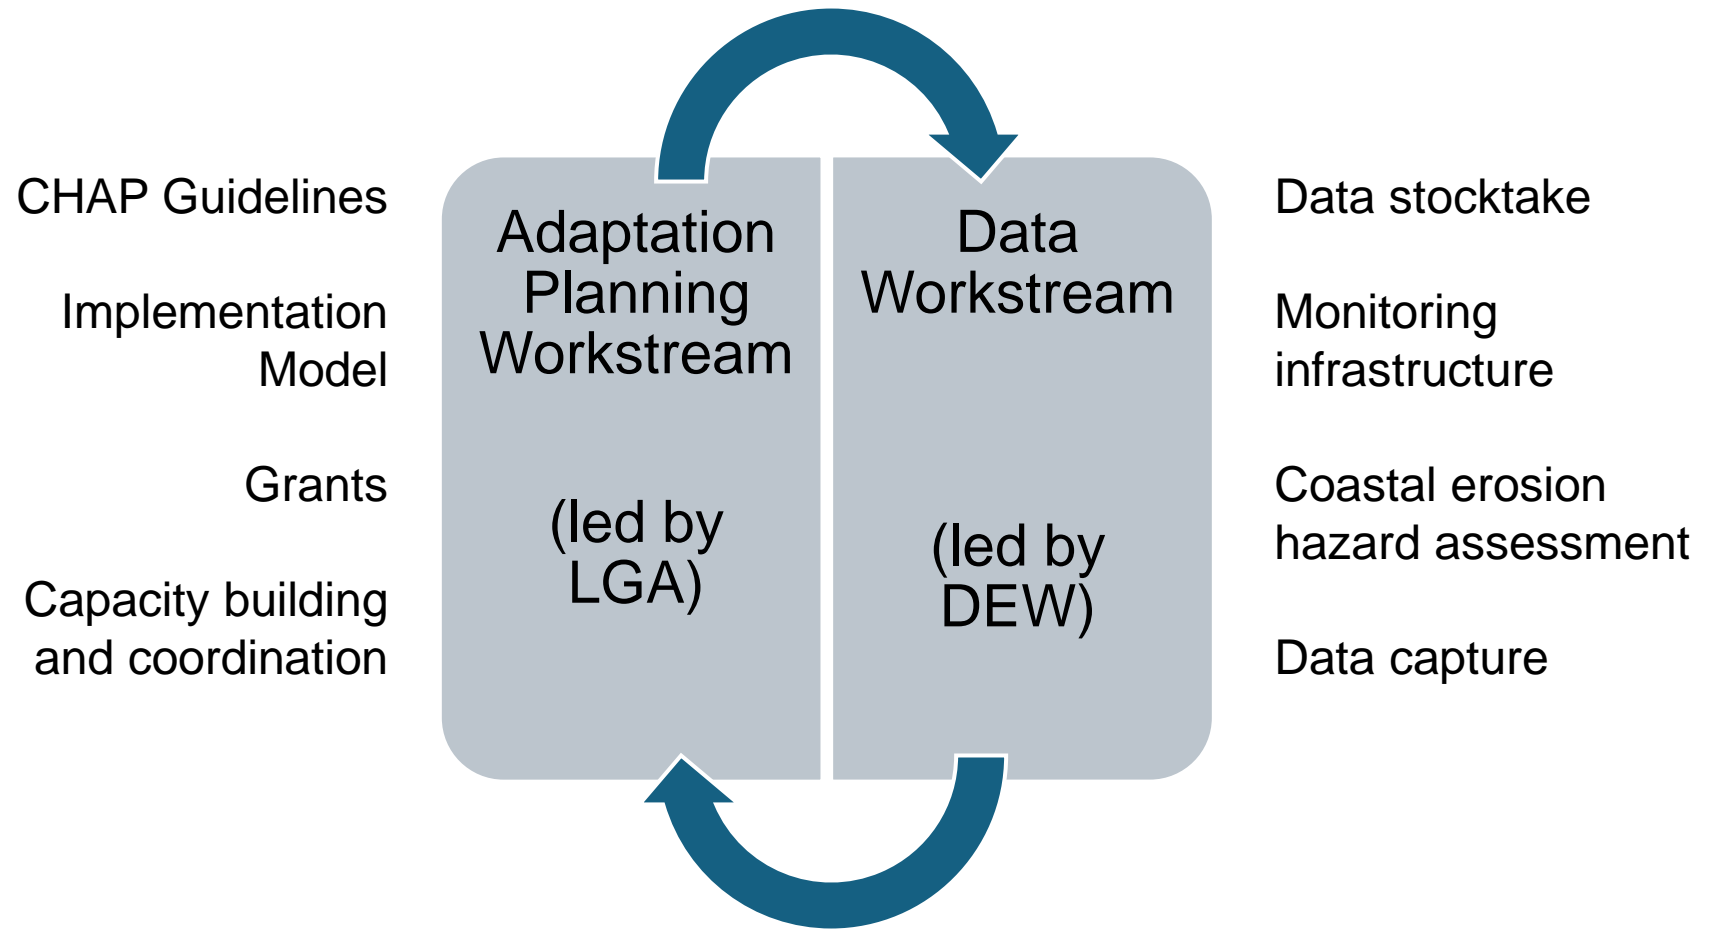 CHAP Guidelines
Implementation
Model
Grants
Capacity building
and coordination
Adaptation
Planning
Workstream
(led by
LGA)
Data
Workstream
(led by
DEW)
Data stocktake
Monitoring
infrastructure
Coastal erosion
hazard assessment
Data capture